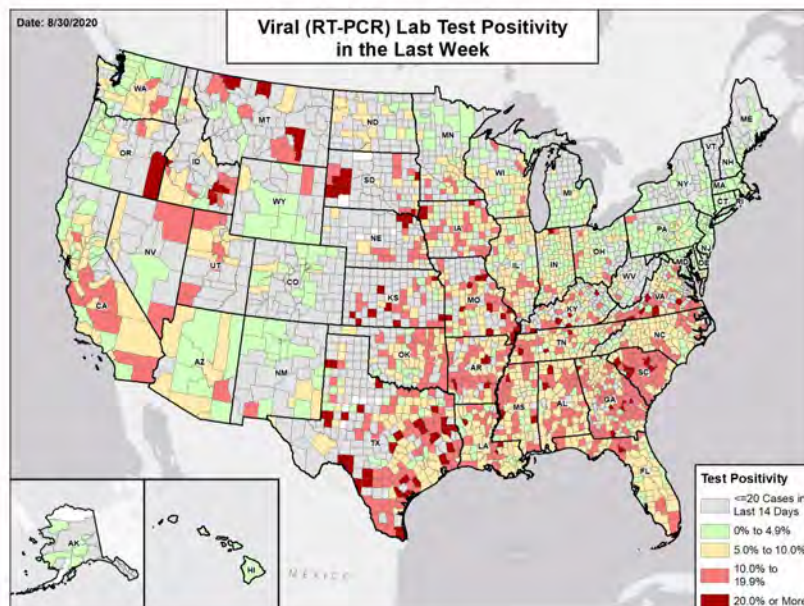 Date: 8/30/2020
Viral (RT-PCR) Lab Test Positivity
in the Last Week
WA
MT
ND
MN
ME
OR
ID
SD
WI
VT
NH
WY
MI
NY
MA
CT
RI
NE
IA
PA
NJ
NV
UT
CO
IL
IN
OH
MD
DE
CA
KS
MO
WV
VA
KY
AZ
NM
OK
AR
TN
NC
SC
TX
LA
MS
AL
GA
FL
AK
HI
MEXICO
Test Positivity
<=20 Cases in
Last 14 Days
0% to 4.9%
5.0% to 10.0%
10.0% to
19.9%
20.0% or More